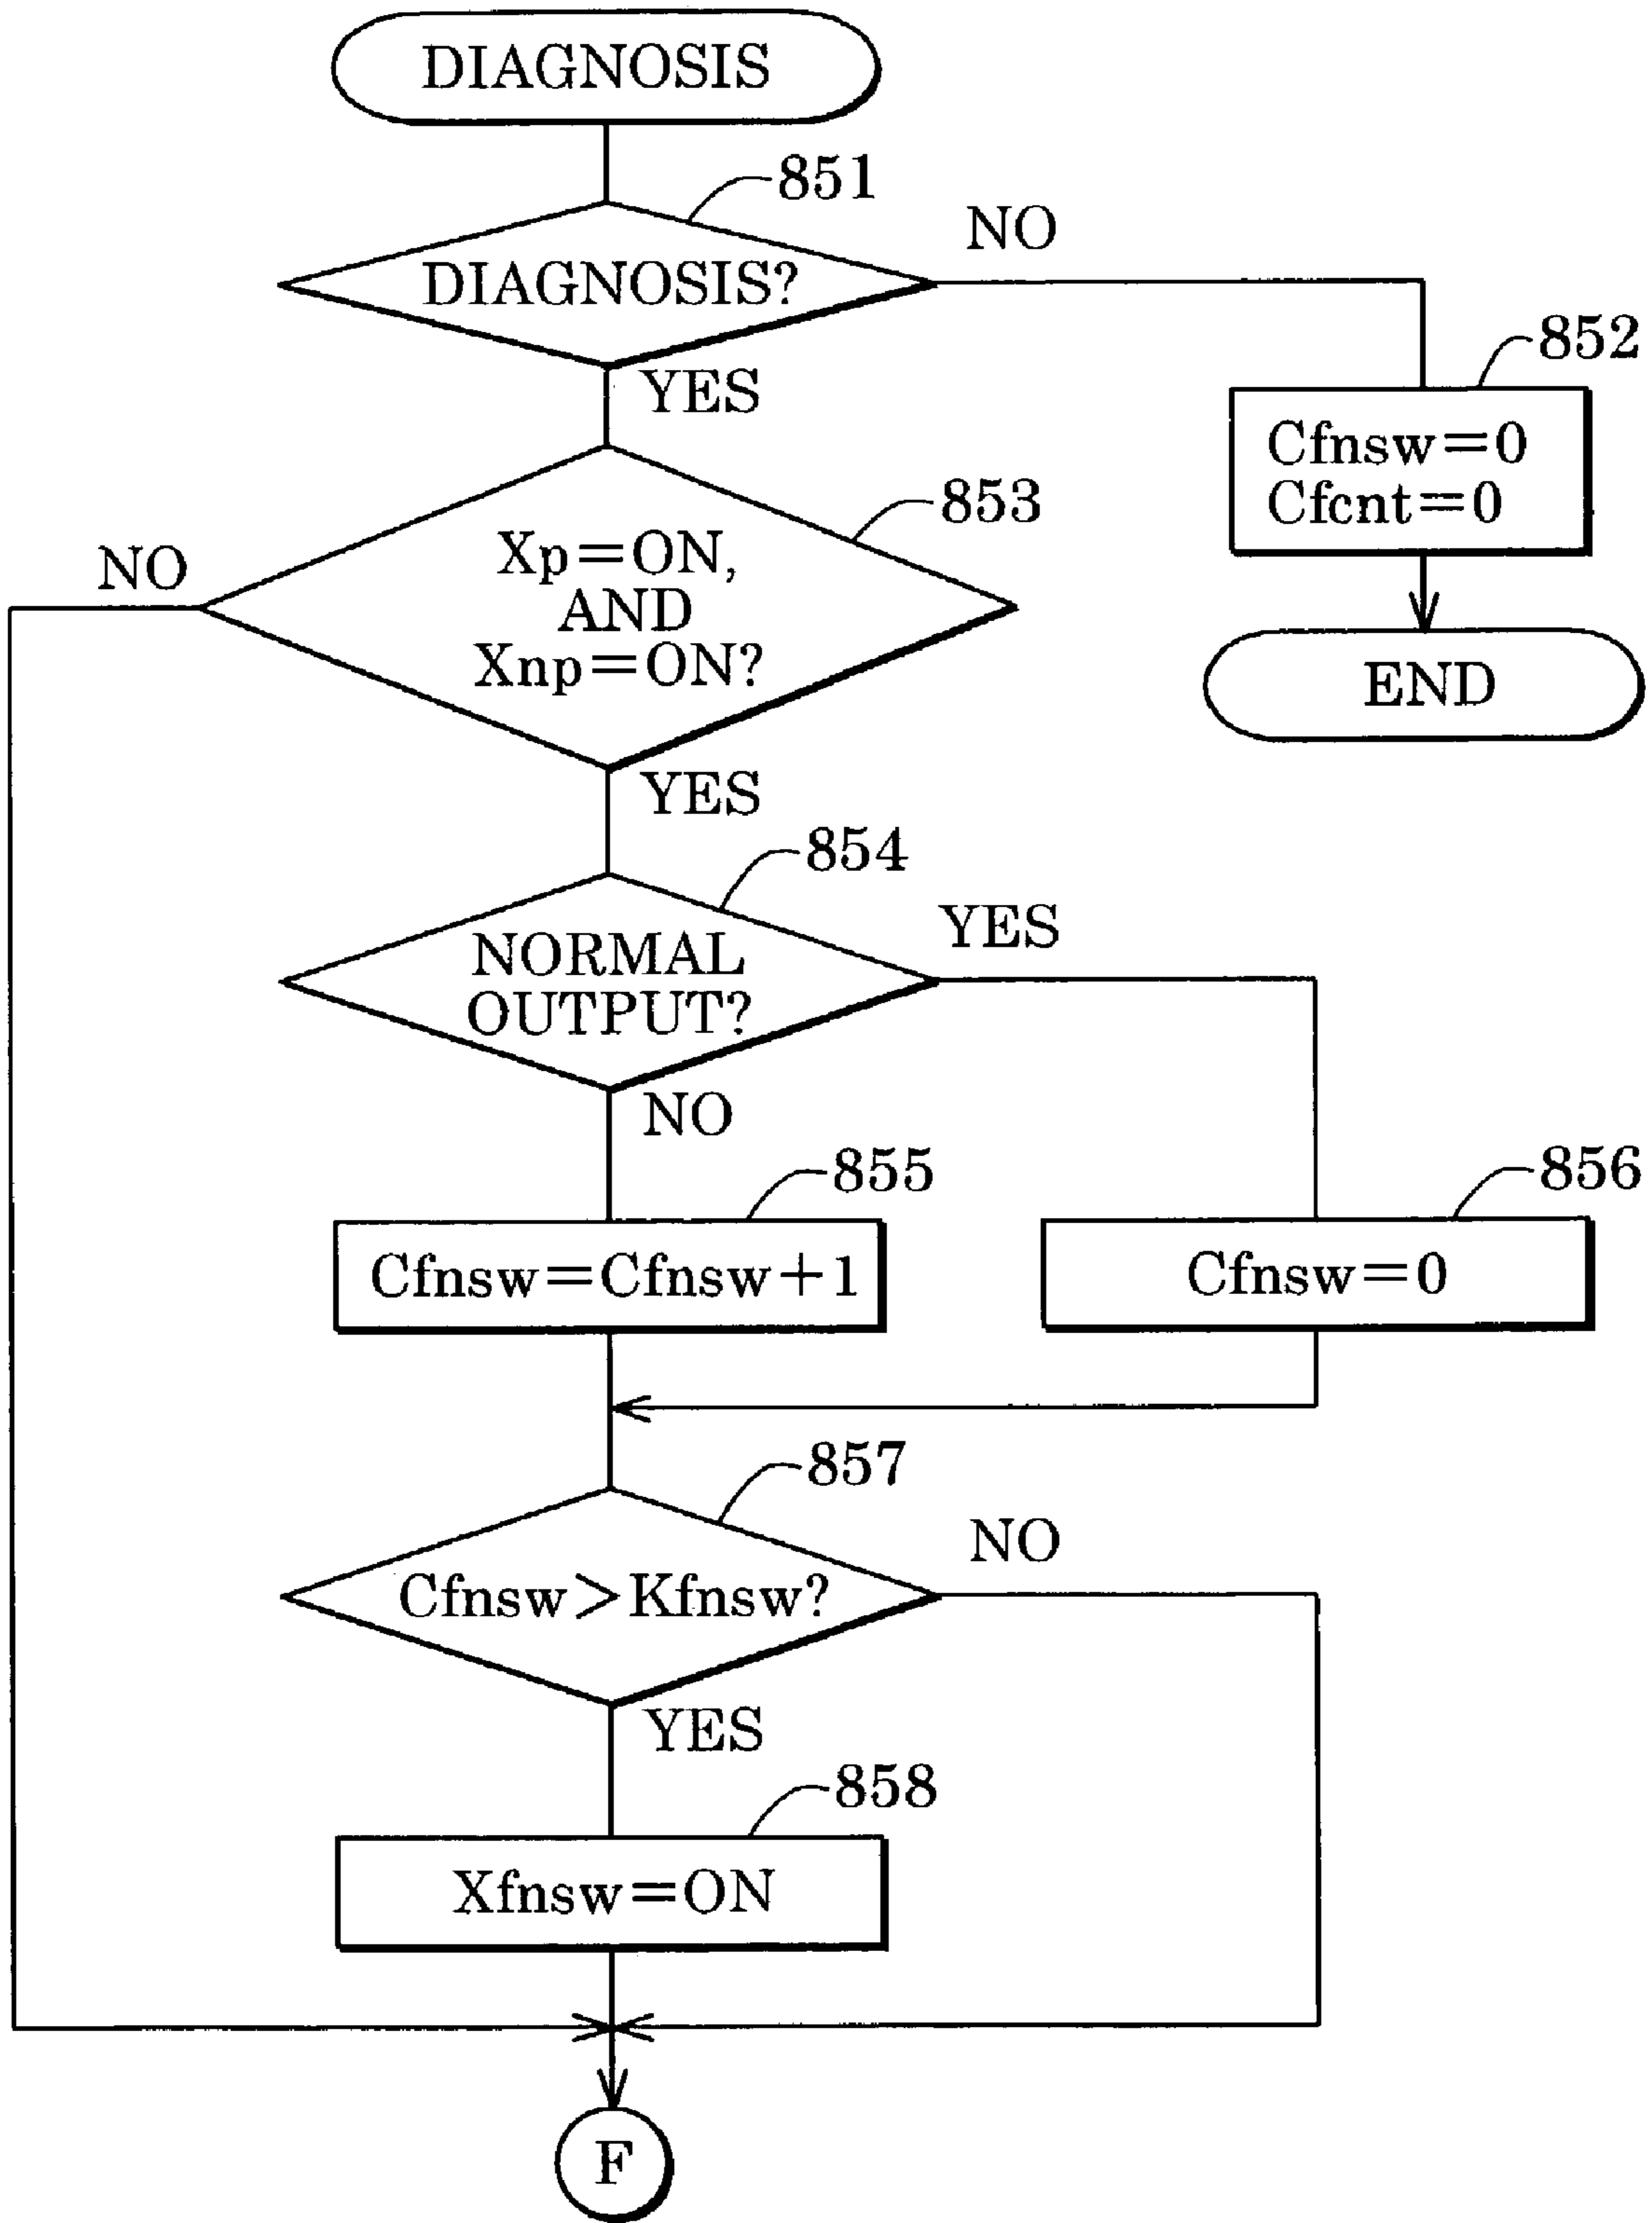 DIAGNOSIS
851
DIAGNOSIS?
NO
YES
852
Cfnsw=0
Cfcnt=0
END
853
Xp=ON,
AND
Xnp=ON?
NO
YES
854
NORMAL
OUTPUT?
YES
NO
855
Cfnsw=Cfnsw+1
856
Cfnsw=0
857
Cfnsw>Kfnsw?
NO
YES
858
Xfnsw=ON
F